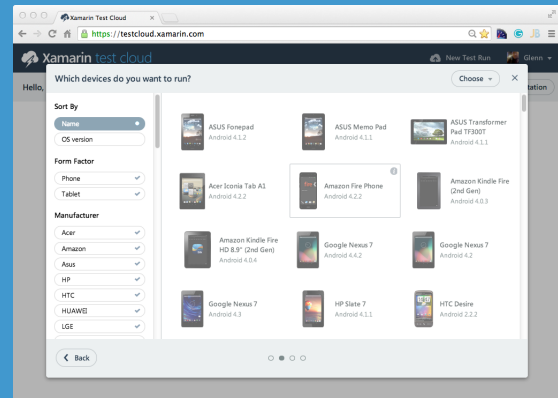 Xamarin Test Cloud
https://testcloud.xamarin.com
Xamarin test cloud
New Test Run
Glenn
Hello,
Which devices do you want to run?
Choose
Sort By
Name
OS version
Form Factor
Phone
Tablet
Manufacturer
Acer
Amazon
Asus
HP
HTC
HUAWEI
LGE
ASUS Fonepad
Android 4.1.2
ASUS Memo Pad
Android 4.1.1
ASUS Transformer
Pad TF300T
Android 4.1.1
Acer Iconia Tab A1
Android 4.2.2
Amazon Fire Phone
Android 4.2.2
Amazon Kindle Fire
(2nd Gen)
Android 4.0.3
Amazon Kindle Fire
HD 8.9" (2nd Gen)
Android 4.0.4
Google Nexus 7
Android 4.4.2
Google Nexus 7
Android 4.2
Google Nexus 7
Android 4.3
HP Slate 7
Android 4.1.1
HTC Desire
Android 2.2.2
Back